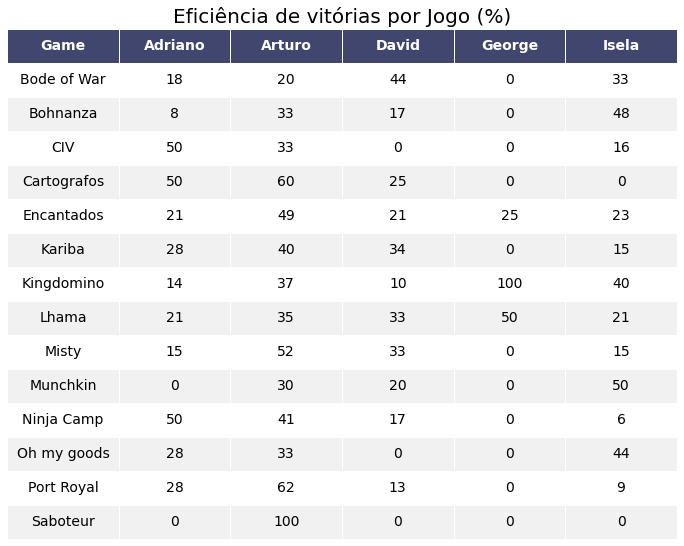 Eficiência de vitórias por Jogo (%)
Game Adriano Arturo David George Isela
Bode of War 18 20 44 0 33
Bohnanza 8 33 17 0 48
CIV 50 33 0 0 16
Cartografos 50 60 25 0 0
Encantados 21 49 21 25 23
Kariba 28 40 34 0 15
Kingdomino 14 37 10 100 40
Lhama 21 35 33 50 21
Misty 15 52 33 0 15
Munchkin 0 30 20 0 50
Ninja Camp 50 41 17 0 6
Oh my goods 28 33 0 0 44
Port Royal 28 62 13 0 9
Saboteur 0 100 0 0 0